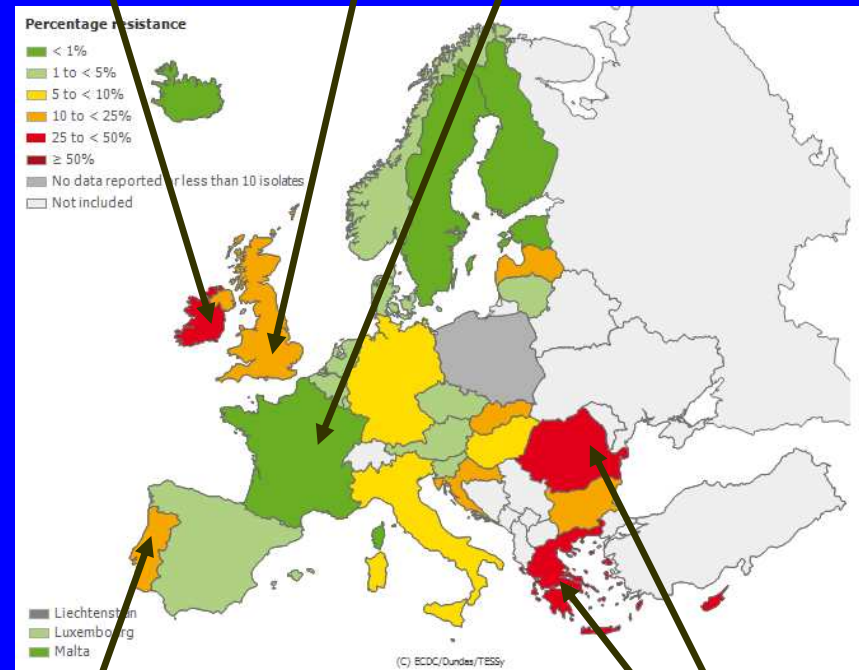 Percentage resistance
< 1%
1 to < 5%
5 to < 10%
10 to < 25%
25 to < 50%
≥ 50%
No data reported or less than 10 isolates
Not included
Liechtenstein
Luxembourg
Malta
(C) ECDC/Dundas/TESSy